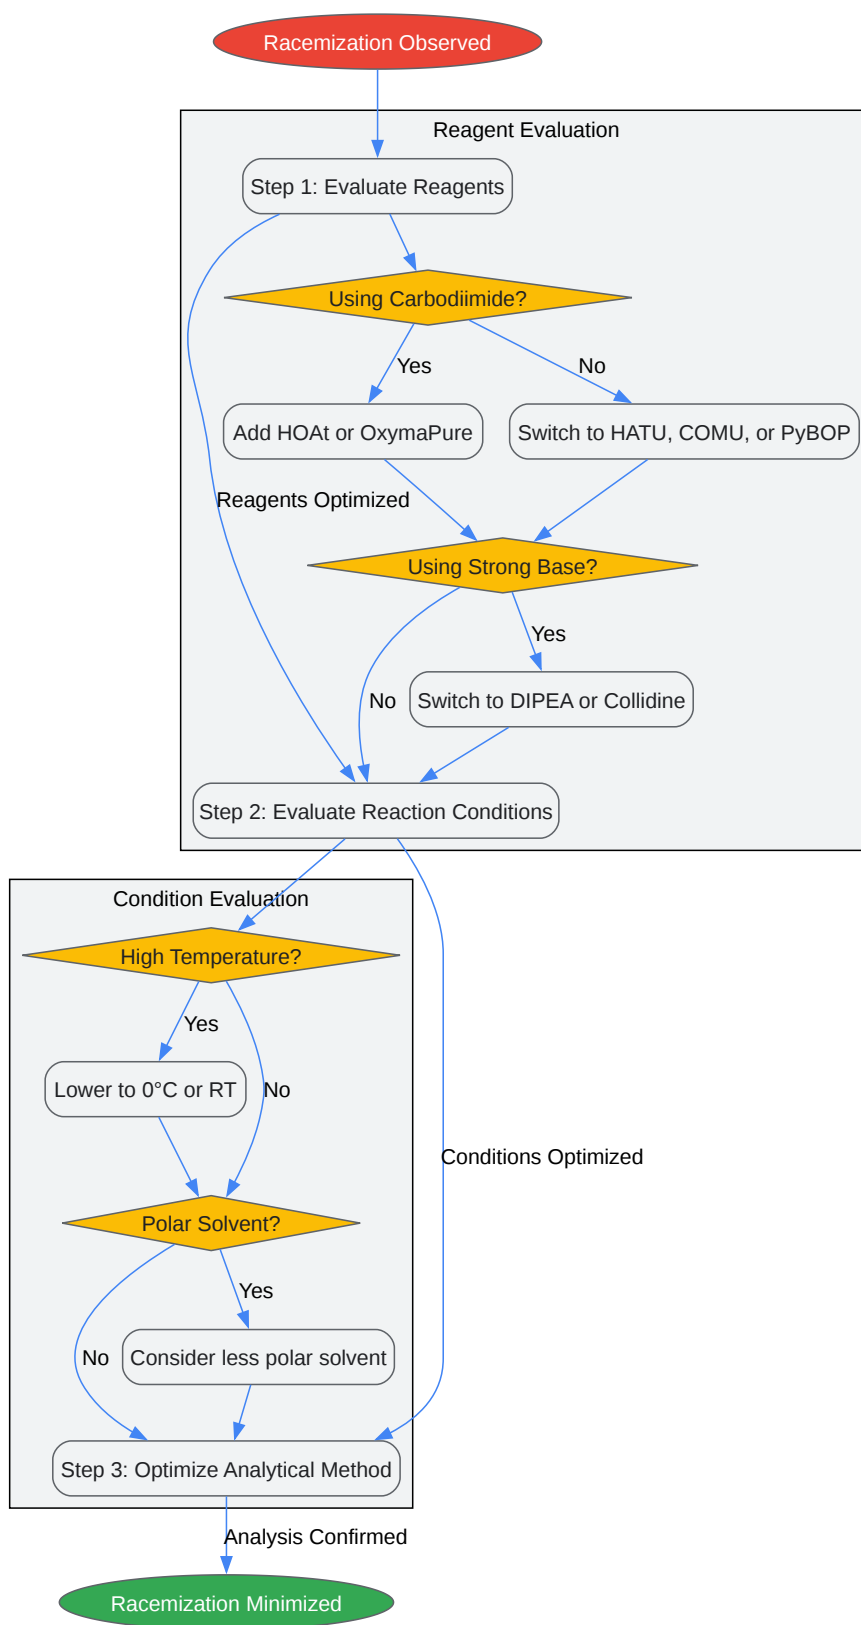 Racemization Observed
Reagent Evaluation
Step 1: Evaluate Reagents
Using Carbodiimide?
Yes
No
Add HOAt or OxymaPure
Switch to HATU, COMU, or PyBOP
Reagents Optimized
Using Strong Base?
Yes
No
Switch to DIPEA or Collidine
Step 2: Evaluate Reaction Conditions
Condition Evaluation
High Temperature?
Yes
Lower to 0°C or RT
No
Conditions Optimized
Polar Solvent?
Yes
No
Consider less polar solvent
Step 3: Optimize Analytical Method
Analysis Confirmed
Racemization Minimized